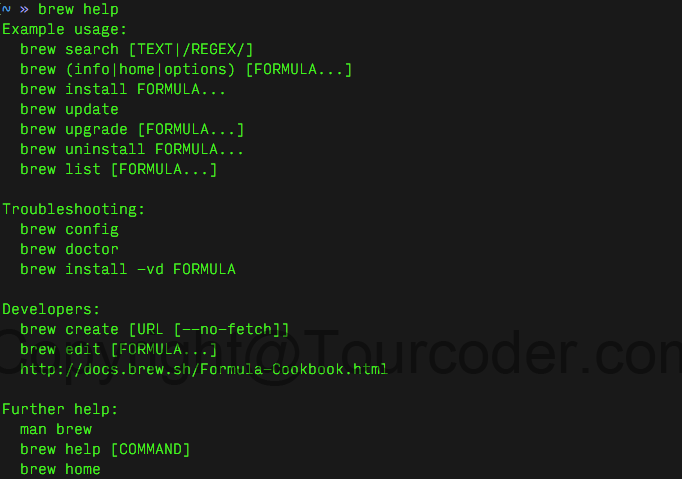 ~ » brew help
Example usage:
  brew search [TEXT|/REGEX/]
  brew (info|home|options) [FORMULA...]
  brew install FORMULA...
  brew update
  brew upgrade [FORMULA...]
  brew uninstall FORMULA...
  brew list [FORMULA...]

Troubleshooting:
  brew config
  brew doctor
  brew install -vd FORMULA

Developers:
  brew create [URL [--no-fetch]]
  brew edit [FORMULA...]
Copyright@Tourcoder.com
  http://docs.brew.sh/Formula-Cookbook.html

Further help:
  man brew
  brew help [COMMAND]
  brew home